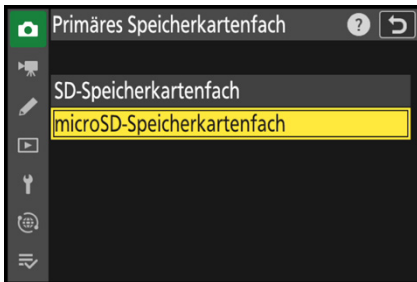 Primäres Speicherkartenfach ?
SD-Speicherkartenfach
microSD-Speicherkartenfach